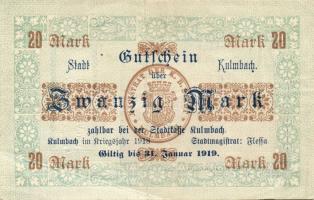 20 Mark Mark 20
Gutschein
Stadt über Kulmbach.
Zwanzig Mark
zahlbar bei der Stadtkasse Kulmbach
Kulmbach im Kriegsjahr 1918 Stadtmagistrat: Flessa
Giltig bis 31. Januar 1919.
20 Mark Mark 20